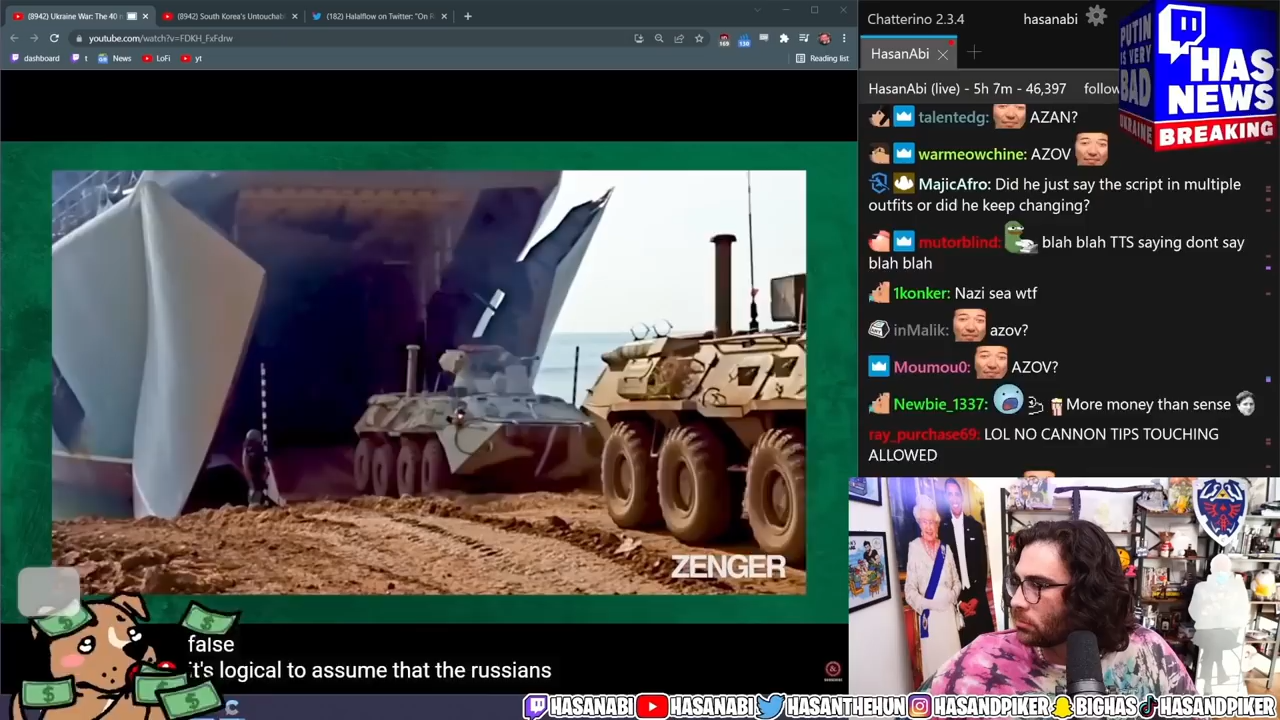 (8942) Ukraine War: The 40
(8942) South Korea's Untouchab
(182) Halalflow on Twitter: "On R
youtube.com/watch?v=FDKH_FxFdrw
169
130
dashboard
t
News
LoFi
yt
Reading list
ZENGER
false
it's logical to assume that the russians
Chatterino 2.3.4
hasanabi
HasanAbi
HasanAbi (live) - 5h 7m - 46,397
follow
PUTIN
IS VERY
BAD
UKRAINE
HAS
NEWS
BREAKING
talentedg: AZAN?
warmeowchine: AZOV
MajicAfro: Did he just say the script in multiple
outfits or did he keep changing?
mutorblind: blah blah TTS saying dont say
blah blah
1konker: Nazi sea wtf
inMalik: azov?
Moumou0: AZOV?
Newbie_1337: More money than sense
ray_purchase69: LOL NO CANNON TIPS TOUCHING
ALLOWED
HASANABI HASANABI HASANTHEHUN HASANDPIKER BIGHAS HASANDPIKER